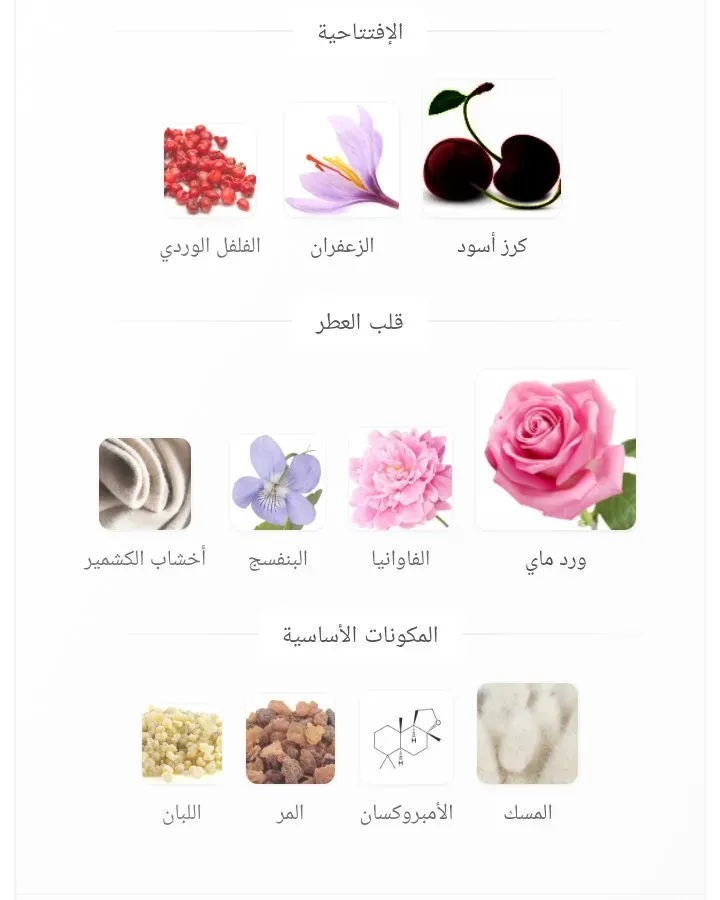 الإفتتاحية
كرز أسود
الزعفران
الفلفل الوردي
قلب العطر
ورد ماي
الفاوانيا
البنفسج
أخشاب الكشمير
المكونات الأساسية
المسك
الأمبروكسان
المر
اللبان